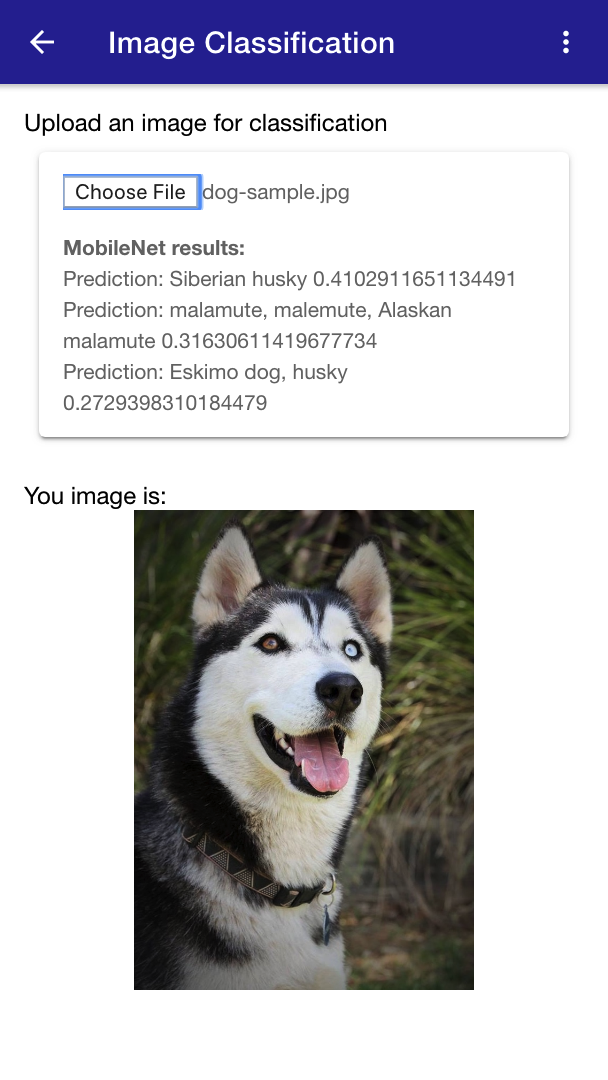 Image Classification
Upload an image for classification
Choose File dog-sample.jpg
MobileNet results:
Prediction: Siberian husky 0.4102911651134491
Prediction: malamute, malemute, Alaskan
malamute 0.31630611419677734
Prediction: Eskimo dog, husky
0.2729398310184479
You image is: